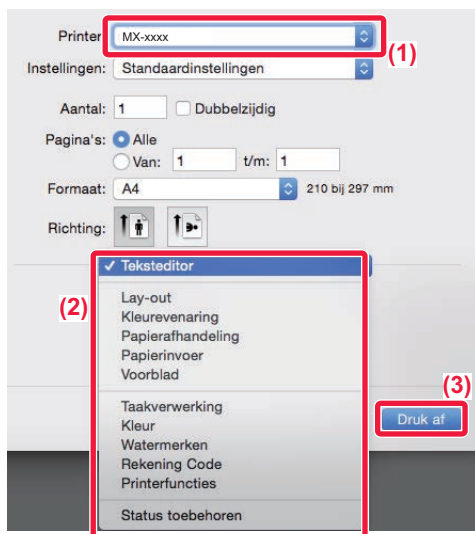 Printer: MX-xxxx
(1)
Instellingen: Standaardinstellingen
Aantal: 1 Dubbelzijdig
Pagina's: Alle
Van: 1 t/m: 1
Formaat: A4 210 bij 297 mm
Richting:
✓ Teksteditor
(2)
Lay-out
Kleurevenaring
Papierafhandeling
Papierinvoer
Voorblad
(3)
Taakverwerking
Druk af
Kleur
Watermerken
Rekening Code
Printerfuncties
Status toebehoren